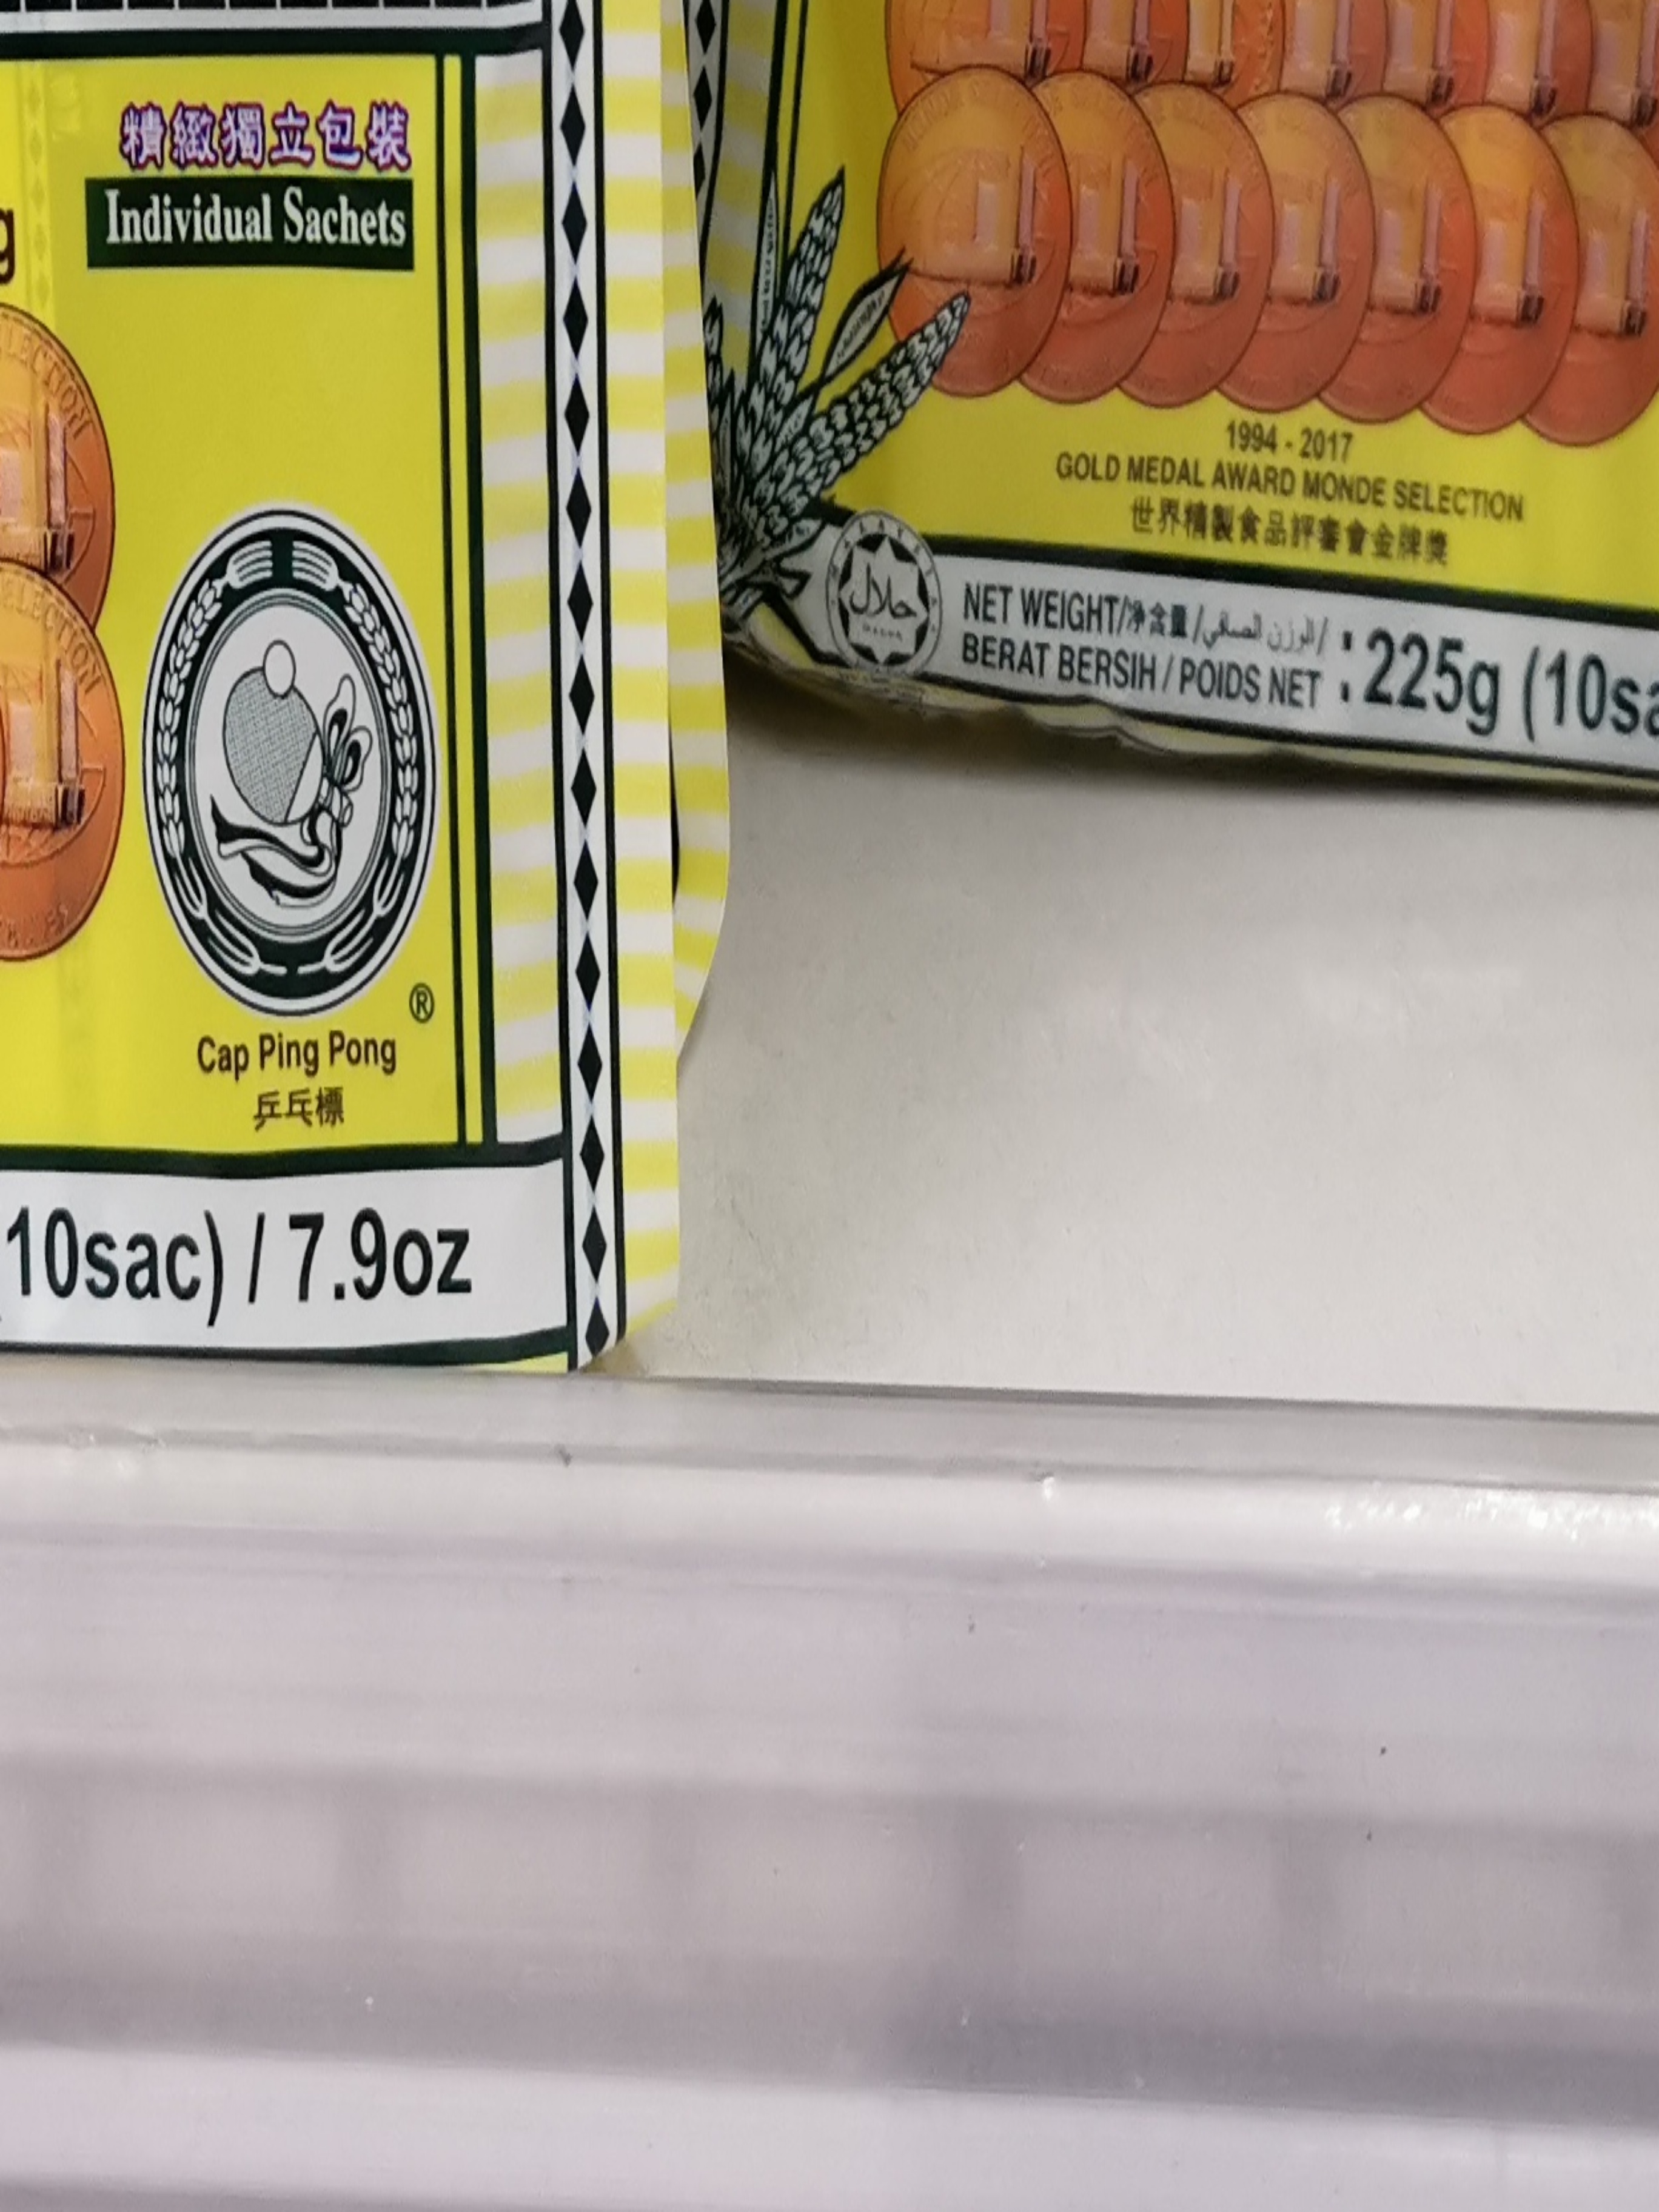 精緻獨立包裝
Individual Sachets
g
®
Cap Ping Pong
乒乓標
10sac) / 7.9oz
1994 - 2017
GOLD MEDAL AWARD MONDE SELECTION
世界精製食品評審會金牌獎
حلال
NET WEIGHT/净含量/الوزن الصافي/
BERAT BERSIH / POIDS NET : 225g (10sa